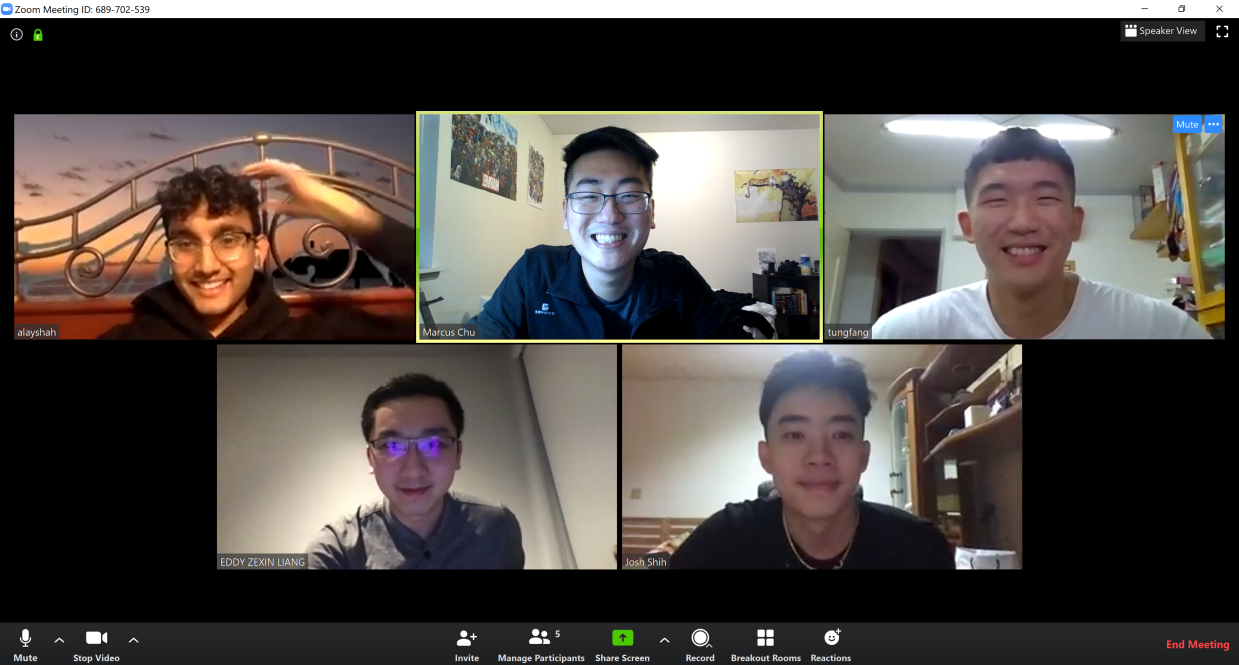 Zoom Meeting ID: 689-702-539
Speaker View
Mute
alayshah
Marcus Chu
tungfang
EDDY ZEXIN LIANG
Josh Shih
Mute
Stop Video
Invite
5
Manage Participants
Share Screen
Record
Breakout Rooms
Reactions
End Meeting